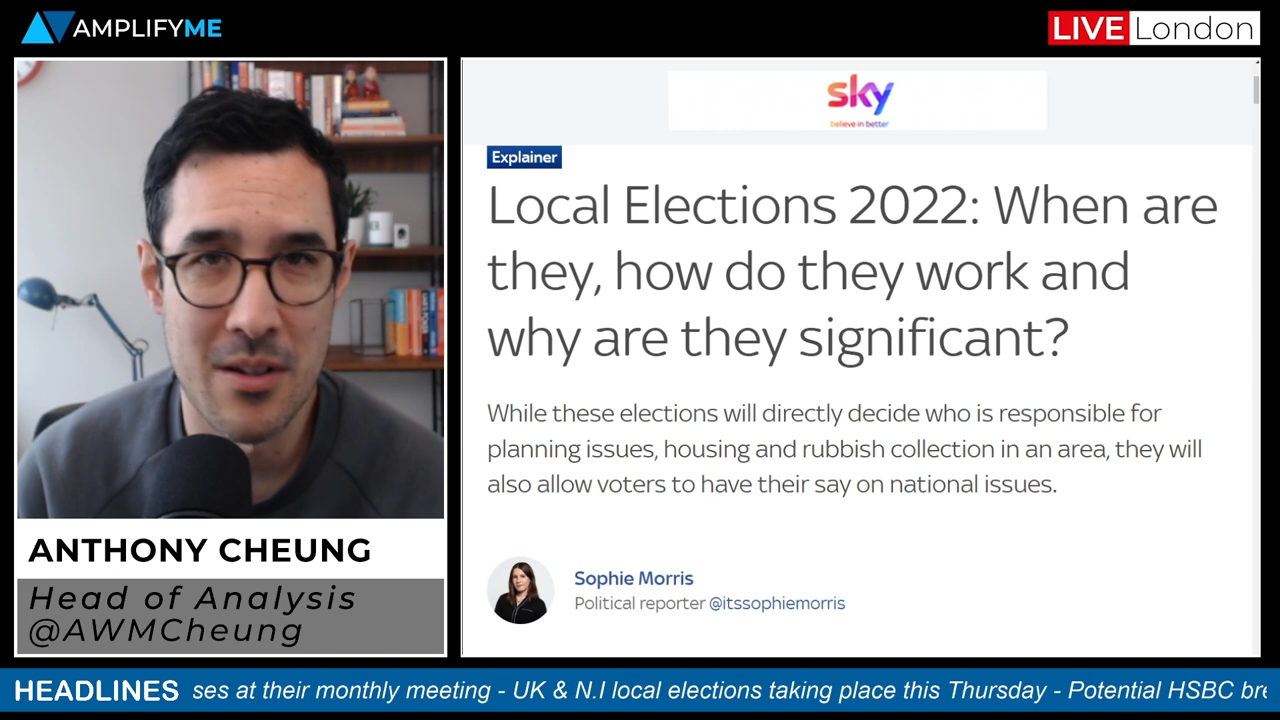 AMPLIFYME
LIVE London
sky
believe in better
Explainer
Local Elections 2022: When are
they, how do they work and
why are they significant?
While these elections will directly decide who is responsible for
planning issues, housing and rubbish collection in an area, they will
also allow voters to have their say on national issues.
Sophie Morris
Political reporter @itssophiemorris
ANTHONY CHEUNG
Head of Analysis
@AWMCheung
HEADLINES ses at their monthly meeting - UK & N.I local elections taking place this Thursday - Potential HSBC bre